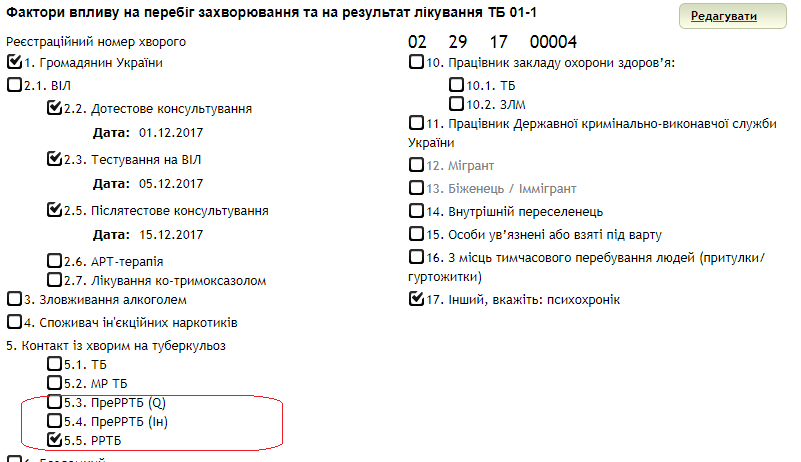 Фактори впливу на перебіг захворювання та на результат лікування ТБ 01-1
Редагувати
Реєстраційний номер хворого
02 29 17 00004
1. Громадянин України
2.1. ВІЛ
2.2. Дотестове консультування
Дата: 01.12.2017
2.3. Тестування на ВІЛ
Дата: 05.12.2017
2.5. Післятестове консультування
Дата: 15.12.2017
2.6. АРТ-терапія
2.7. Лікування ко-тримоксазолом
3. Зловживання алкоголем
4. Споживач ін'єкційних наркотиків
5. Контакт із хворим на туберкульоз
5.1. ТБ
5.2. МР ТБ
5.3. ПреРРТБ (Q)
5.4. ПреРРТБ (Ін)
5.5. РРТБ
10. Працівник закладу охорони здоров’я:
10.1. ТБ
10.2. ЗЛМ
11. Працівник Державної кримінально-виконавчої служби
України
12. Мігрант
13. Біженець / Іммігрант
14. Внутрішній переселенець
15. Особи ув’язнені або взяті під варту
16. З місць тимчасового перебування людей (притулки/
гуртожитки)
17. Інший, вкажіть: психохронік